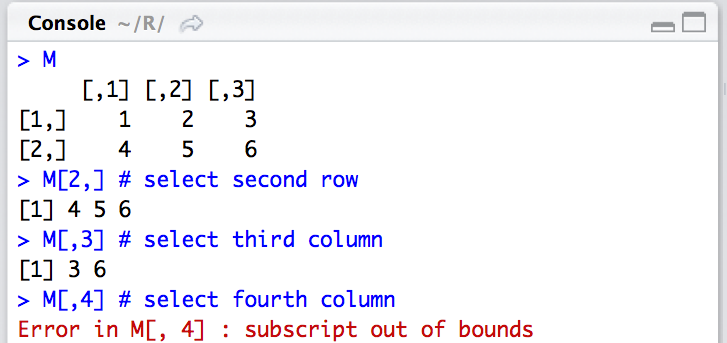 Console ~/R/
> M
     [,1] [,2] [,3]
[1,]    1    2    3
[2,]    4    5    6
> M[2,] # select second row
[1] 4 5 6
> M[,3] # select third column
[1] 3 6
> M[,4] # select fourth column
Error in M[, 4] : subscript out of bounds